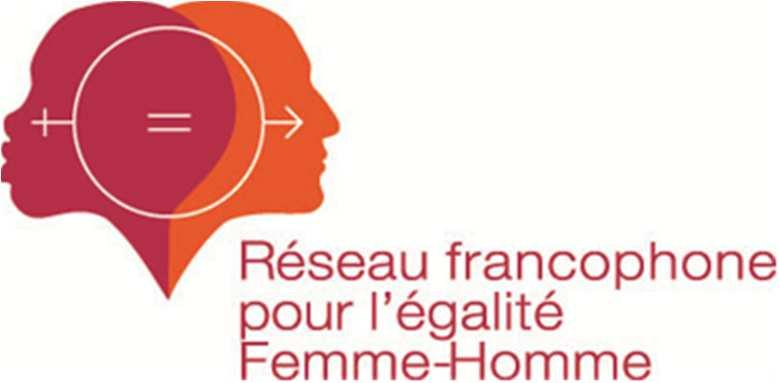 =
Réseau francophone
pour l’égalité
Femme-Homme